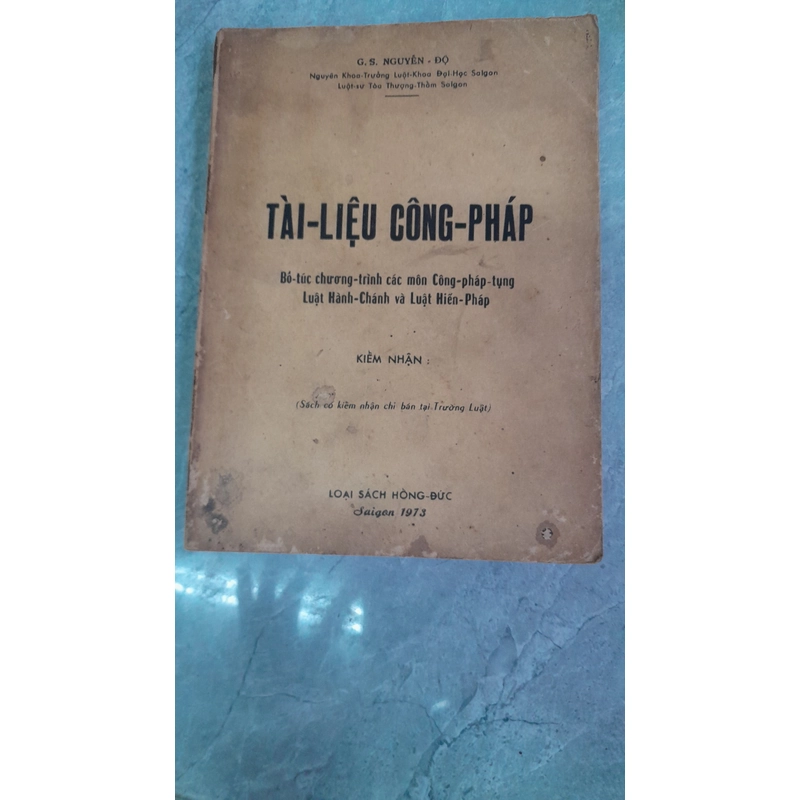 G. S. NGUYỄN - ĐỘ
Nguyên Khoa-Trưởng Luật-Khoa Đại-Học Saigon
Luật-sư Tòa Thượng-Thẩm Saigon
TÀI-LIỆU CÔNG-PHÁP
Bổ-túc chương-trình các môn Công-pháp-tụng
Luật Hành-Chánh và Luật Hiến-Pháp
KIỂM NHẬN :
(Sách có kiểm nhận chỉ bán tại Trường Luật)
LOẠI SÁCH HỒNG-ĐỨC
Saigon 1973